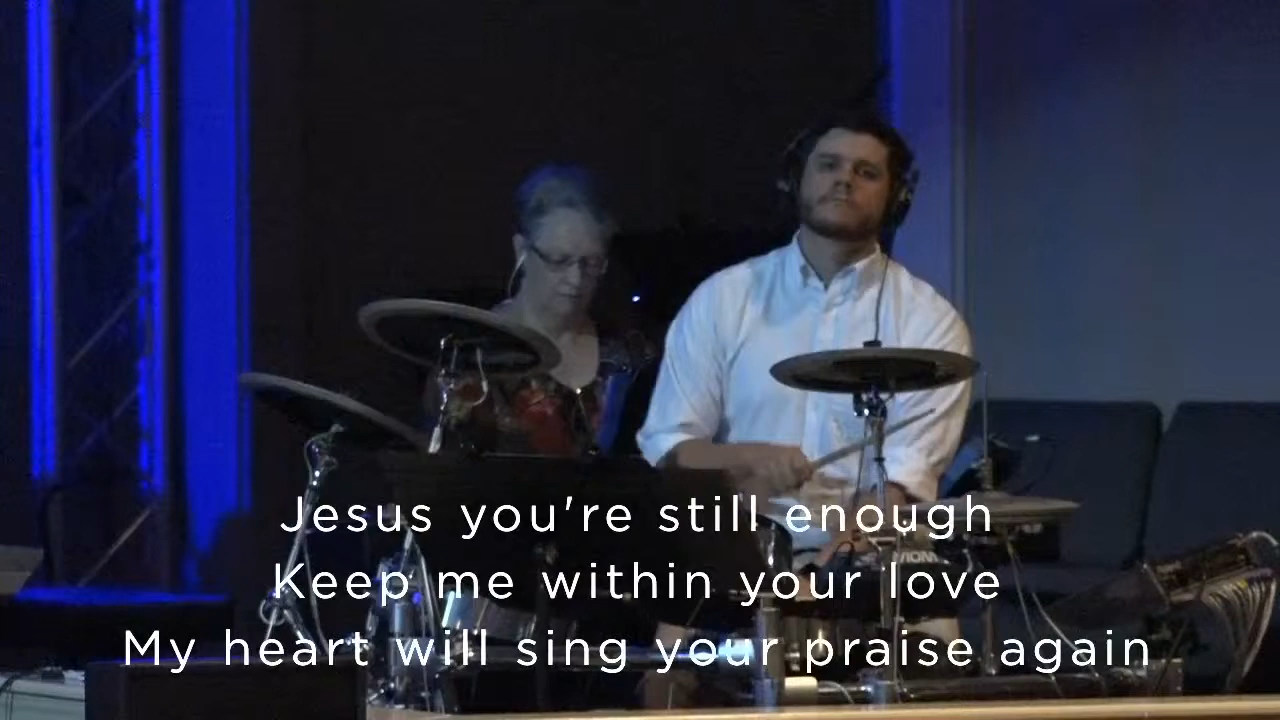 Jesus you're still enough
Keep me within your love
My heart will sing your praise again